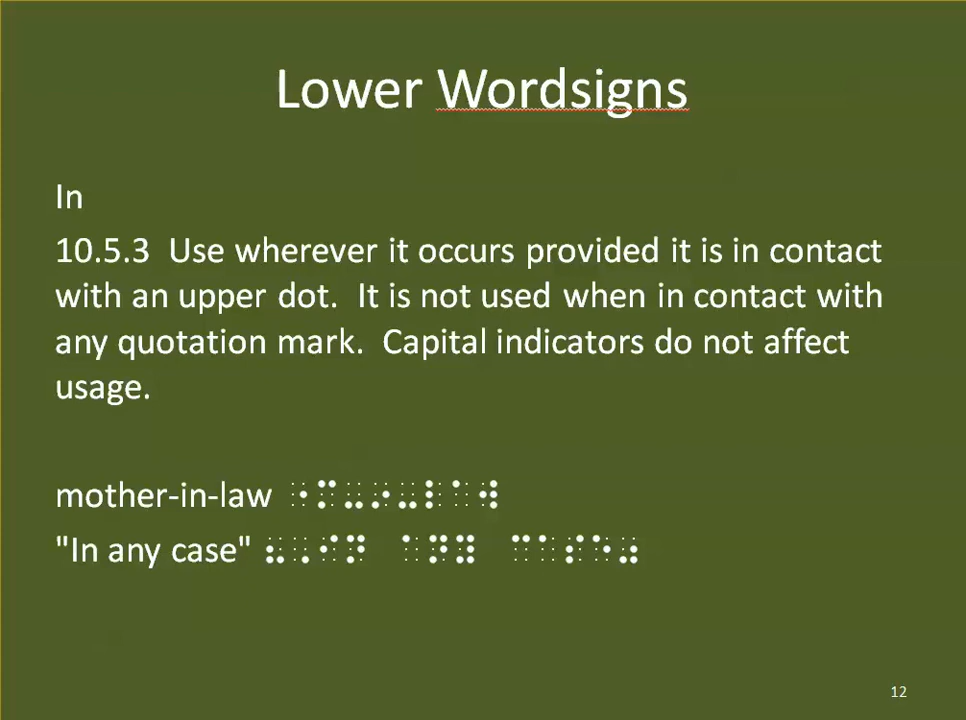 Lower Wordsigns
In
10.5.3  Use wherever it occurs provided it is in contact
with an upper dot.  It is not used when in contact with
any quotation mark.  Capital indicators do not affect
usage.
mother-in-law ⠐⠍⠤⠔⠤⠇⠁⠺
"In any case" ⠦⠠⠊⠝ ⠁⠝⠽ ⠉⠁⠎⠑⠴
12